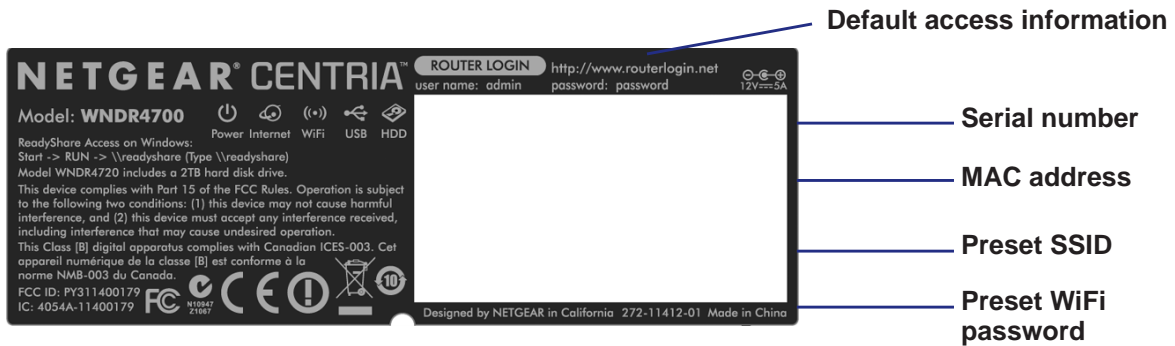 Default access information
NETGEAR® CENTRIA™
ROUTER LOGIN http://www.routerlogin.net
user name: admin password: password
12V 5A
Model: WNDR4700
Power Internet WiFi USB HDD
ReadyShare Access on Windows:
Start -> RUN -> \\readyshare (Type \\readyshare)
Model WNDR4720 includes a 2TB hard disk drive.
This device complies with Part 15 of the FCC Rules. Operation is subject
to the following two conditions: (1) this device may not cause harmful
interference, and (2) this device must accept any interference received,
including interference that may cause undesired operation.
This Class [B] digital apparatus complies with Canadian ICES-003. Cet
appareil numérique de la classe [B] est conforme à la
norme NMB-003 du Canada.
FCC ID: PY311400179
IC: 4054A-11400179
FC
N10947
Z1067
CE
10
Designed by NETGEAR in California 272-11412-01 Made in China
Serial number
MAC address
Preset SSID
Preset WiFi
password